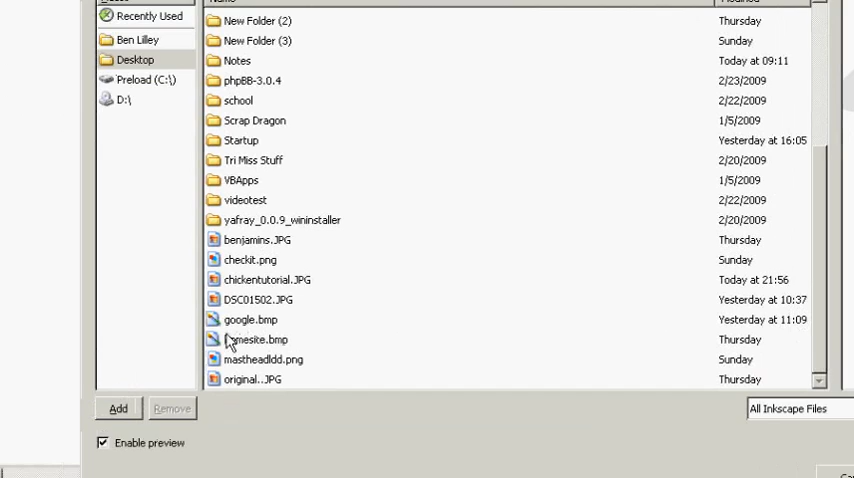 Recently Used
Ben Lilley
Desktop
Preload (C:\)
D:\
New Folder (2) Thursday
New Folder (3) Sunday
Notes Today at 09:11
phpBB-3.0.4 2/23/2009
school 2/22/2009
Scrap Dragon 1/5/2009
Startup Yesterday at 16:05
Tri Miss Stuff 2/20/2009
VBApps 1/5/2009
videotest 2/22/2009
yafray_0.0.9_wininstaller 2/20/2009
benjamins.JPG Thursday
checkit.png Sunday
chickentutorial.JPG Today at 21:56
DSC01502.JPG Yesterday at 10:37
google.bmp Yesterday at 11:09
Thursday
mastheadldd.png Sunday
original..JPG Thursday
Add Remove
All Inkscape Files
Enable preview